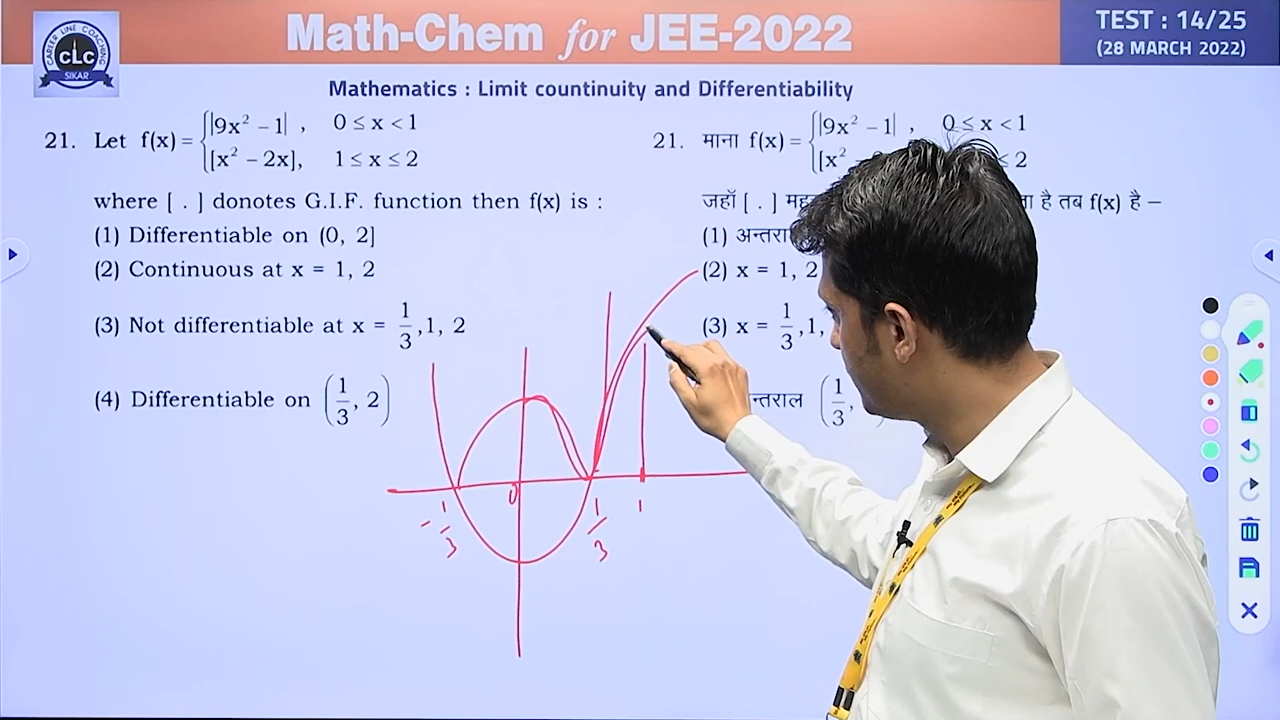 CAREER LINE COACHING
CLC
SIKAR
Math-Chem for JEE-2022
TEST : 14/25
(28 MARCH 2022)
Mathematics : Limit countinuity and Differentiability
21. Let f(x) = { |9x² − 1| , 0 ≤ x < 1
[x² − 2x], 1 ≤ x ≤ 2
where [ . ] donotes G.I.F. function then f(x) is :
(1) Differentiable on (0, 2]
(2) Continuous at x = 1, 2
(3) Not differentiable at x = 1/3, 1, 2
(4) Differentiable on (1/3, 2)
21. माना f(x) = { |9x² − 1| , 0 ≤ x < 1
[x² ≤ 2
जहाँ [ . ] है तब f(x) है –
(1)
(2) x = 1, 2
(3) x = 1/3, 1,
(1/3,
0
-1/3
1/3
1